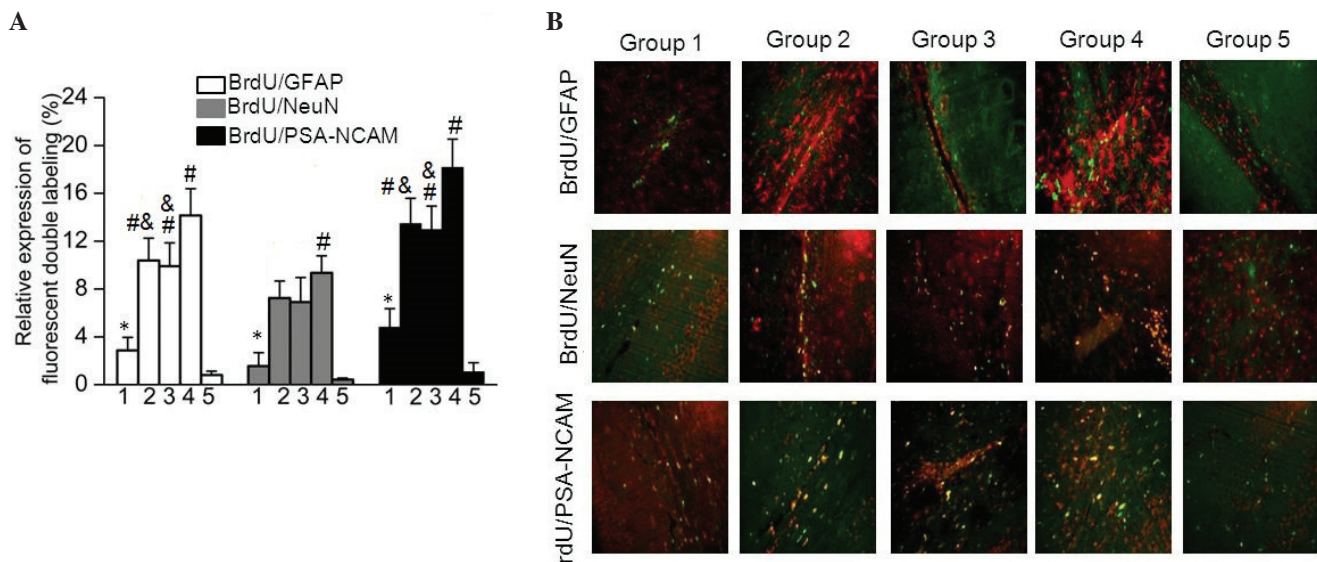 A
BrdU/GFAP
BrdU/NeuN
BrdU/PSA-NCAM
Relative expression of
fluorescent double labeling (%)
24
20
16
12
8
4
0
* #& & # #
* #
* # & & # #
1 2 3 4 5 1 2 3 4 5 1 2 3 4 5
B
Group 1 Group 2 Group 3 Group 4 Group 5
BrdU/GFAP
BrdU/NeuN
rdU/PSA-NCAM